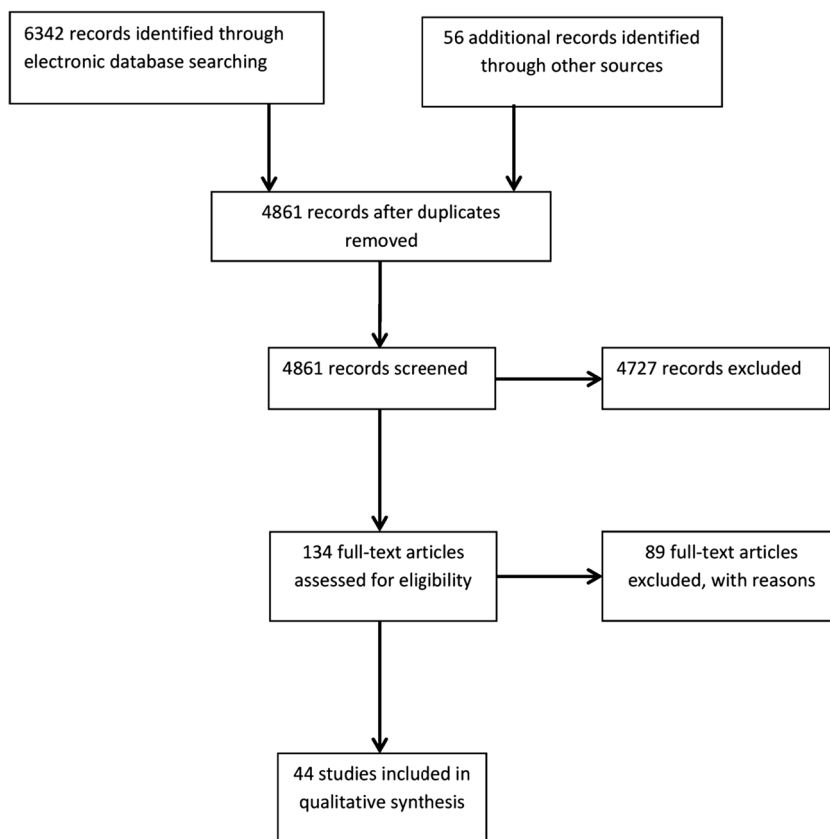 6342 records identified through
electronic database searching
56 additional records identified
through other sources
4861 records after duplicates
removed
4861 records screened
4727 records excluded
134 full-text articles
assessed for eligibility
89 full-text articles
excluded, with reasons
44 studies included in
qualitative synthesis